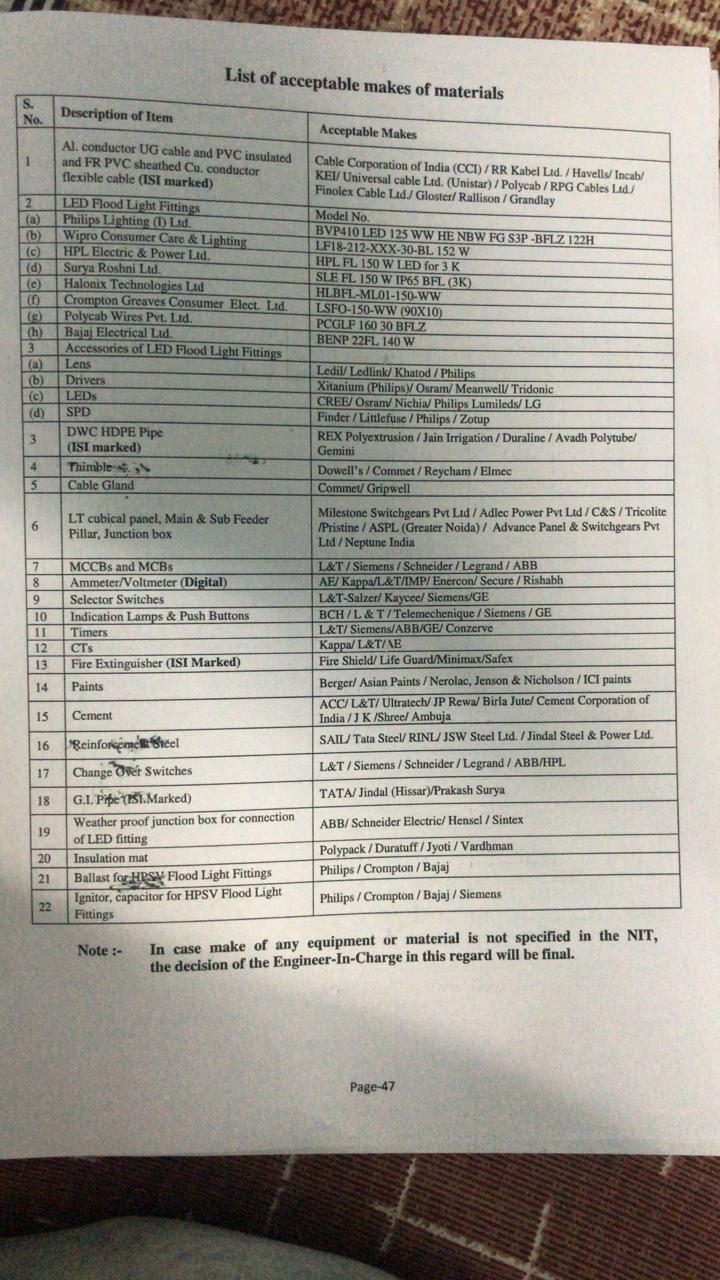 List of acceptable makes of materials
S. No. Description of Item Acceptable Makes
1 Al. conductor UG cable and PVC insulated and FR PVC sheathed Cu. conductor flexible cable (ISI marked) Cable Corporation of India (CCI) / RR Kabel Ltd. / Havells/ Incab/ KEI/ Universal cable Ltd. (Unistar) / Polycab / RPG Cables Ltd./ Finolex Cable Ltd./ Gloster/ Rallison / Grandlay
2 LED Flood Light Fittings Model No.
(a) Philips Lighting (I) Ltd. BVP410 LED 125 WW HE NBW FG S3P -BFLZ 122H
(b) Wipro Consumer Care & Lighting LF18-212-XXX-30-BL 152 W
(c) HPL Electric & Power Ltd. HPL FL 150 W LED for 3 K
(d) Surya Roshni Ltd. SLE FL 150 W IP65 BFL (3K)
(e) Halonix Technologies Ltd HLBFL-ML01-150-WW
(f) Crompton Greaves Consumer Elect. Ltd. LSFO-150-WW (90X10)
(g) Polycab Wires Pvt. Ltd. PCGLF 160 30 BFLZ
(h) Bajaj Electrical Ltd. BENP 22FL 140 W
3 Accessories of LED Flood Light Fittings
(a) Lens Ledil/ Ledlink/ Khatod / Philips
(b) Drivers Xitanium (Philips)/ Osram/ Meanwell/ Tridonic
(c) LEDs CREE/ Osram/ Nichia/ Philips Lumileds/ LG
(d) SPD Finder / Littlefuse / Philips / Zotup
3 DWC HDPE Pipe (ISI marked) REX Polyextrusion / Jain Irrigation / Duraline / Avadh Polytube/ Gemini
4 Thimble Dowell's / Commet / Reycham / Elmec
5 Cable Gland Commet/ Gripwell
6 LT cubical panel, Main & Sub Feeder Pillar, Junction box Milestone Switchgears Pvt Ltd / Adlec Power Pvt Ltd / C&S / Tricolite /Pristine / ASPL (Greater Noida) / Advance Panel & Switchgears Pvt Ltd / Neptune India
7 MCCBs and MCBs L&T / Siemens / Schneider / Legrand / ABB
8 Ammeter/Voltmeter (Digital) AE/ Kappa/L&T/IMP/ Enercon/ Secure / Rishabh
9 Selector Switches L&T-Salzer/ Kaycee/ Siemens/GE
10 Indication Lamps & Push Buttons BCH / L & T / Telemechenique / Siemens / GE
11 Timers L&T/ Siemens/ABB/GE/ Conzerve
12 CTs Kappa/ L&T/AE
13 Fire Extinguisher (ISI Marked) Fire Shield/ Life Guard/Minimax/Safex
14 Paints Berger/ Asian Paints / Nerolac, Jenson & Nicholson / ICI paints
15 Cement ACC/ L&T/ Ultratech/ JP Rewa/ Birla Jute/ Cement Corporation of India / J K /Shree/ Ambuja
16 Reinforcement Steel SAIL/ Tata Steel/ RINL/ JSW Steel Ltd. / Jindal Steel & Power Ltd.
17 Change Over Switches L&T / Siemens / Schneider / Legrand / ABB/HPL
18 G.I. Pipe (ISI.Marked) TATA/ Jindal (Hissar)/Prakash Surya
19 Weather proof junction box for connection of LED fitting ABB/ Schneider Electric/ Hensel / Sintex
20 Insulation mat Polypack / Duratuff / Jyoti / Vardhman
21 Ballast for HPSV Flood Light Fittings Philips / Crompton / Bajaj
22 Ignitor, capacitor for HPSV Flood Light Fittings Philips / Crompton / Bajaj / Siemens
Note :- In case make of any equipment or material is not specified in the NIT,
the decision of the Engineer-In-Charge in this regard will be final.
Page-47